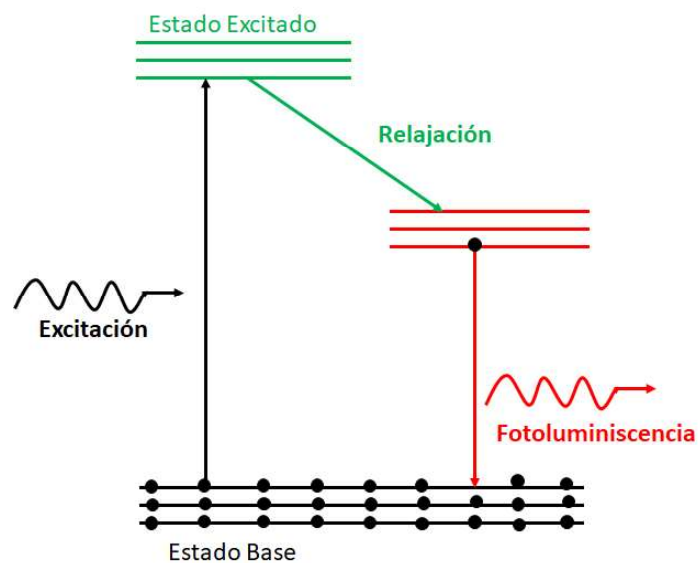 Estado Excitado
Relajación
Excitación
Fotoluminiscencia
Estado Base